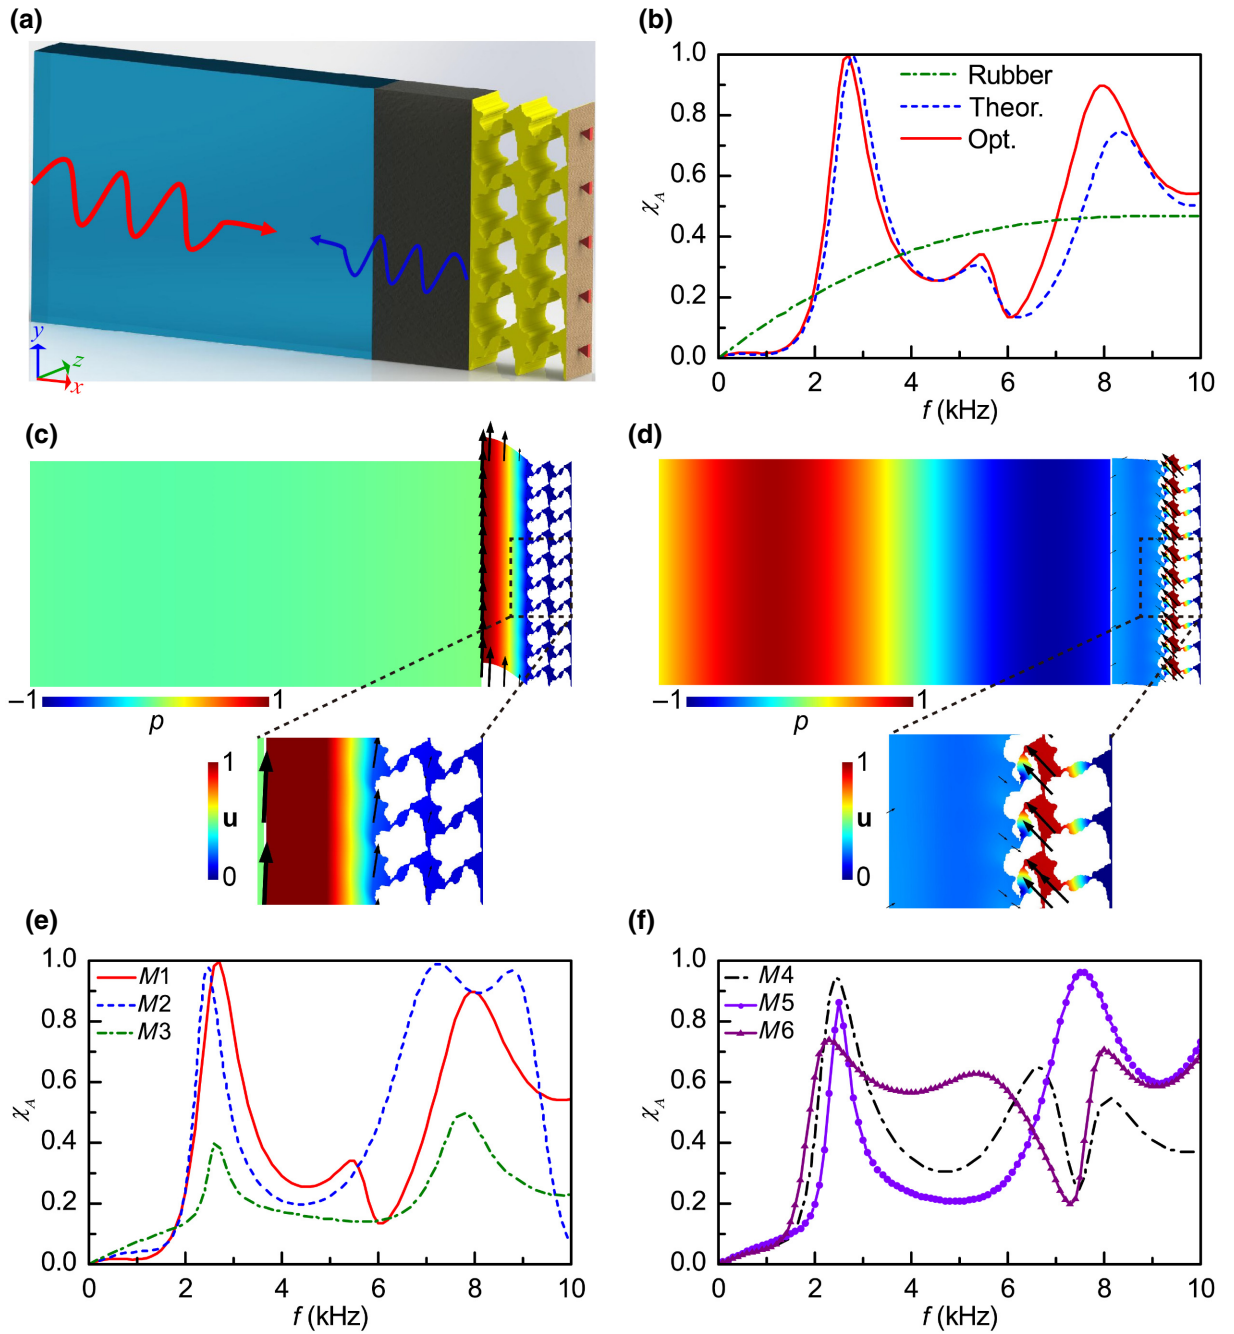 (a)
y
z
x
(b)
1.0
0.8
0.6
0.4
0.2
0.0
χA
Rubber
Theor.
Opt.
0 2 4 6 8 10
f (kHz)
(c)
−1 1
p
1
u
0
(d)
−1 1
p
1
u
0
(e)
1.0
0.8
0.6
0.4
0.2
0.0
χA
M1
M2
M3
0 2 4 6 8 10
f (kHz)
(f)
1.0
0.8
0.6
0.4
0.2
0.0
χA
M4
M5
M6
0 2 4 6 8 10
f (kHz)